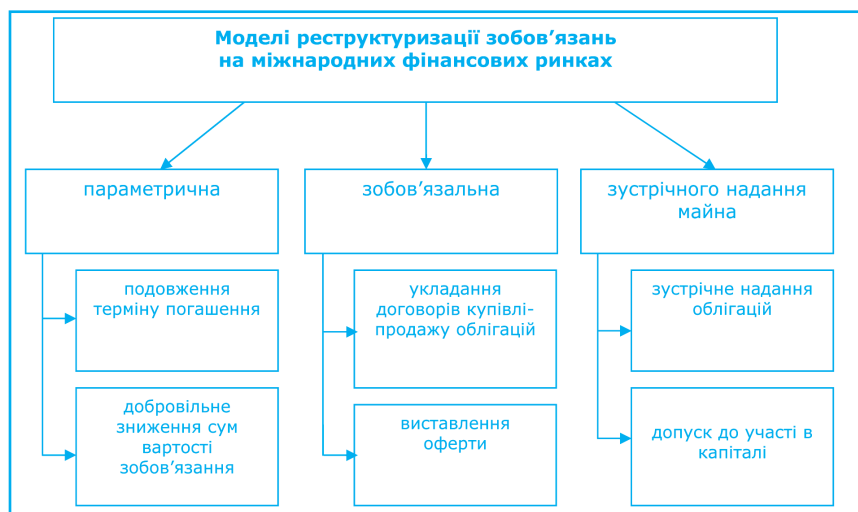 Моделі реструктуризації зобов’язань
на міжнародних фінансових ринках
параметрична
зобов’язальна
зустрічного надання
майна
подовження
терміну погашення
укладання
договорів купівлі-
продажу облігацій
зустрічне надання
облігацій
добровільне
зниження сум
вартості
зобов’язання
виставлення
оферти
допуск до участі в
капіталі